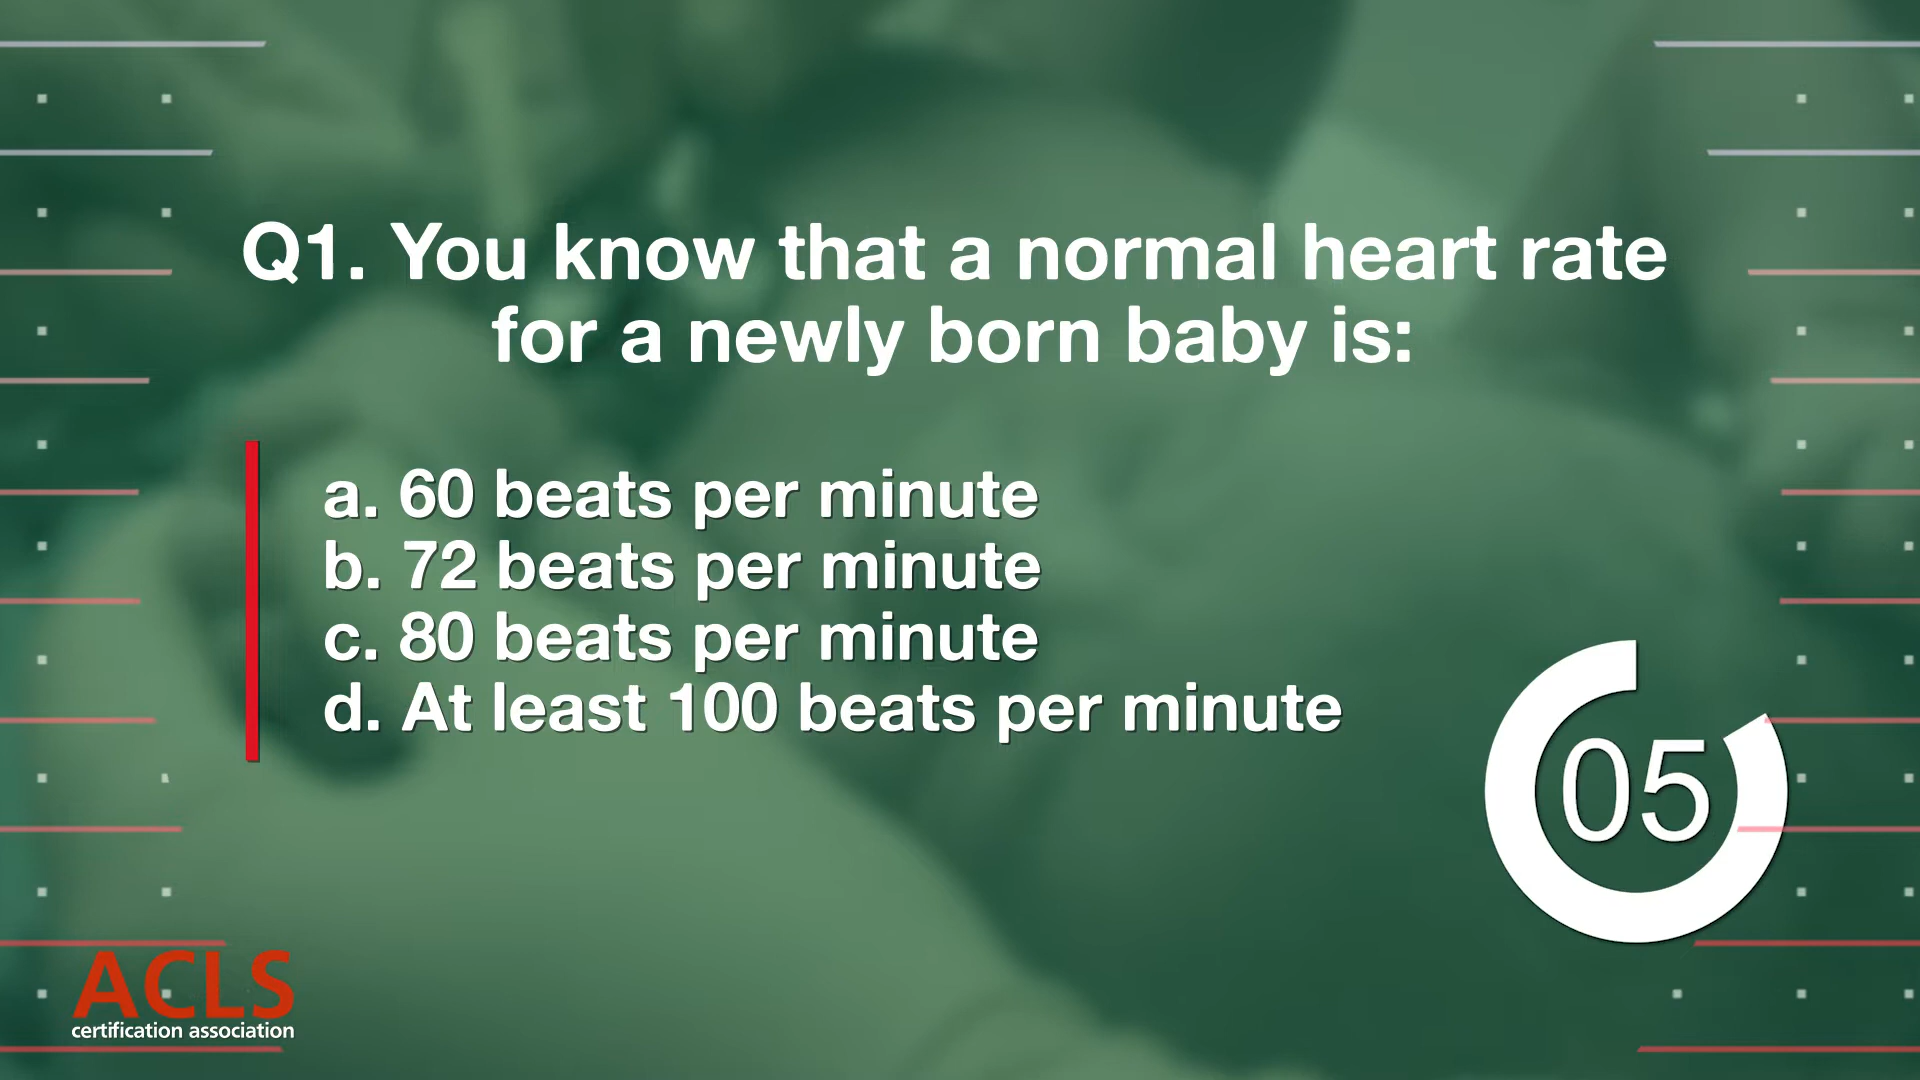 Q1. You know that a normal heart rate
for a newly born baby is:
a. 60 beats per minute
b. 72 beats per minute
c. 80 beats per minute
d. At least 100 beats per minute
05
ACLS
certification association